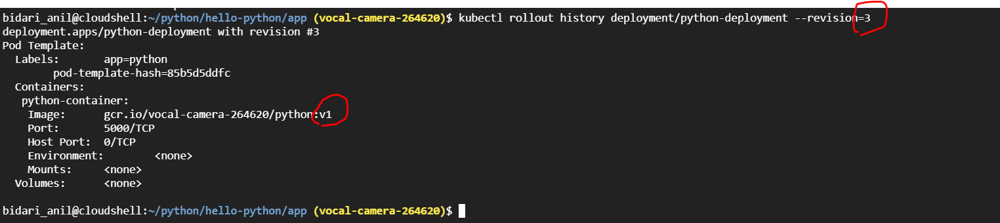 bidari_anil@cloudshell:~/python/hello-python/app (vocal-camera-264620)$ kubectl rollout history deployment/python-deployment --revision=3
deployment.apps/python-deployment with revision #3
Pod Template:
  Labels:       app=python
        pod-template-hash=85b5d5ddfc
  Containers:
   python-container:
    Image:      gcr.io/vocal-camera-264620/python:v1
    Port:       5000/TCP
    Host Port:  0/TCP
    Environment:        <none>
    Mounts:     <none>
  Volumes:      <none>
bidari_anil@cloudshell:~/python/hello-python/app (vocal-camera-264620)$